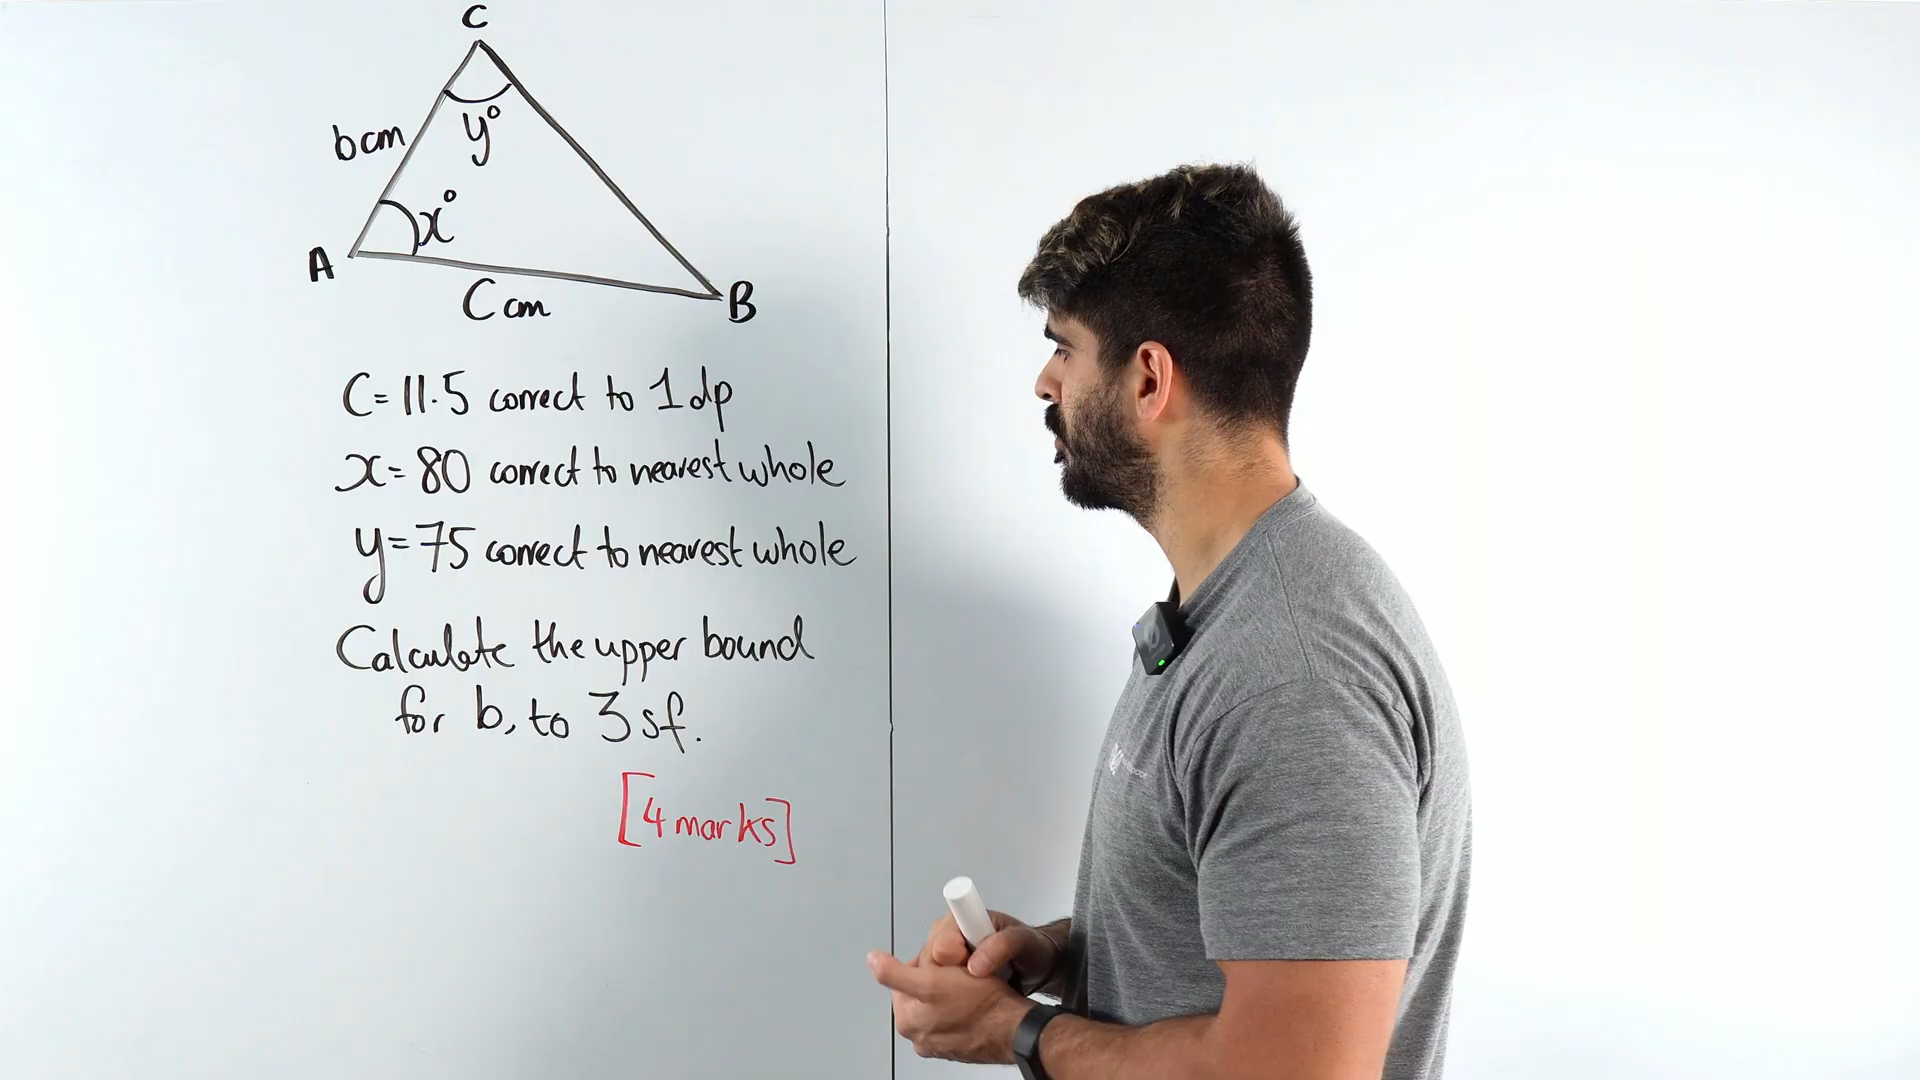 C
b cm
y°
x°
A
C cm
B
C = 11.5 correct to 1 dp
x = 80 correct to nearest whole
y = 75 correct to nearest whole
Calculate the upper bound
for b, to 3 sf.
[4 marks]